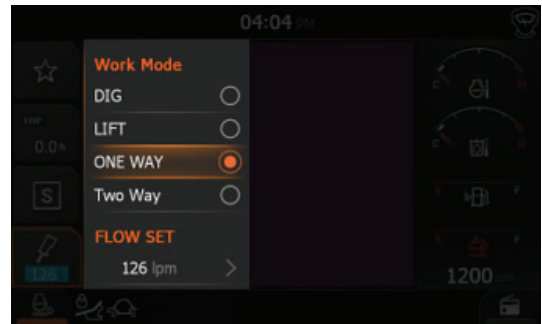 04:04 PM
Work Mode
DIG
LIFT
ONE WAY
Two Way
FLOW SET
126 lpm
TRIP
0.0 h
S
126
C
H
C
H
E
F
E
F
1200